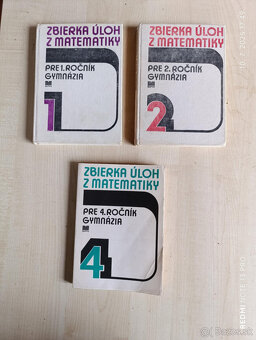 ZBIERKA ÚLOH
Z MATEMATIKY
PRE 1. ROČNÍK
GYMNÁZIA
1
ZBIERKA ÚLOH
Z MATEMATIKY
PRE 2. ROČNÍK
GYMNÁZIA
2
ZBIERKA ÚLOH
Z MATEMATIKY
PRE 4. ROČNÍK
GYMNÁZIA
4